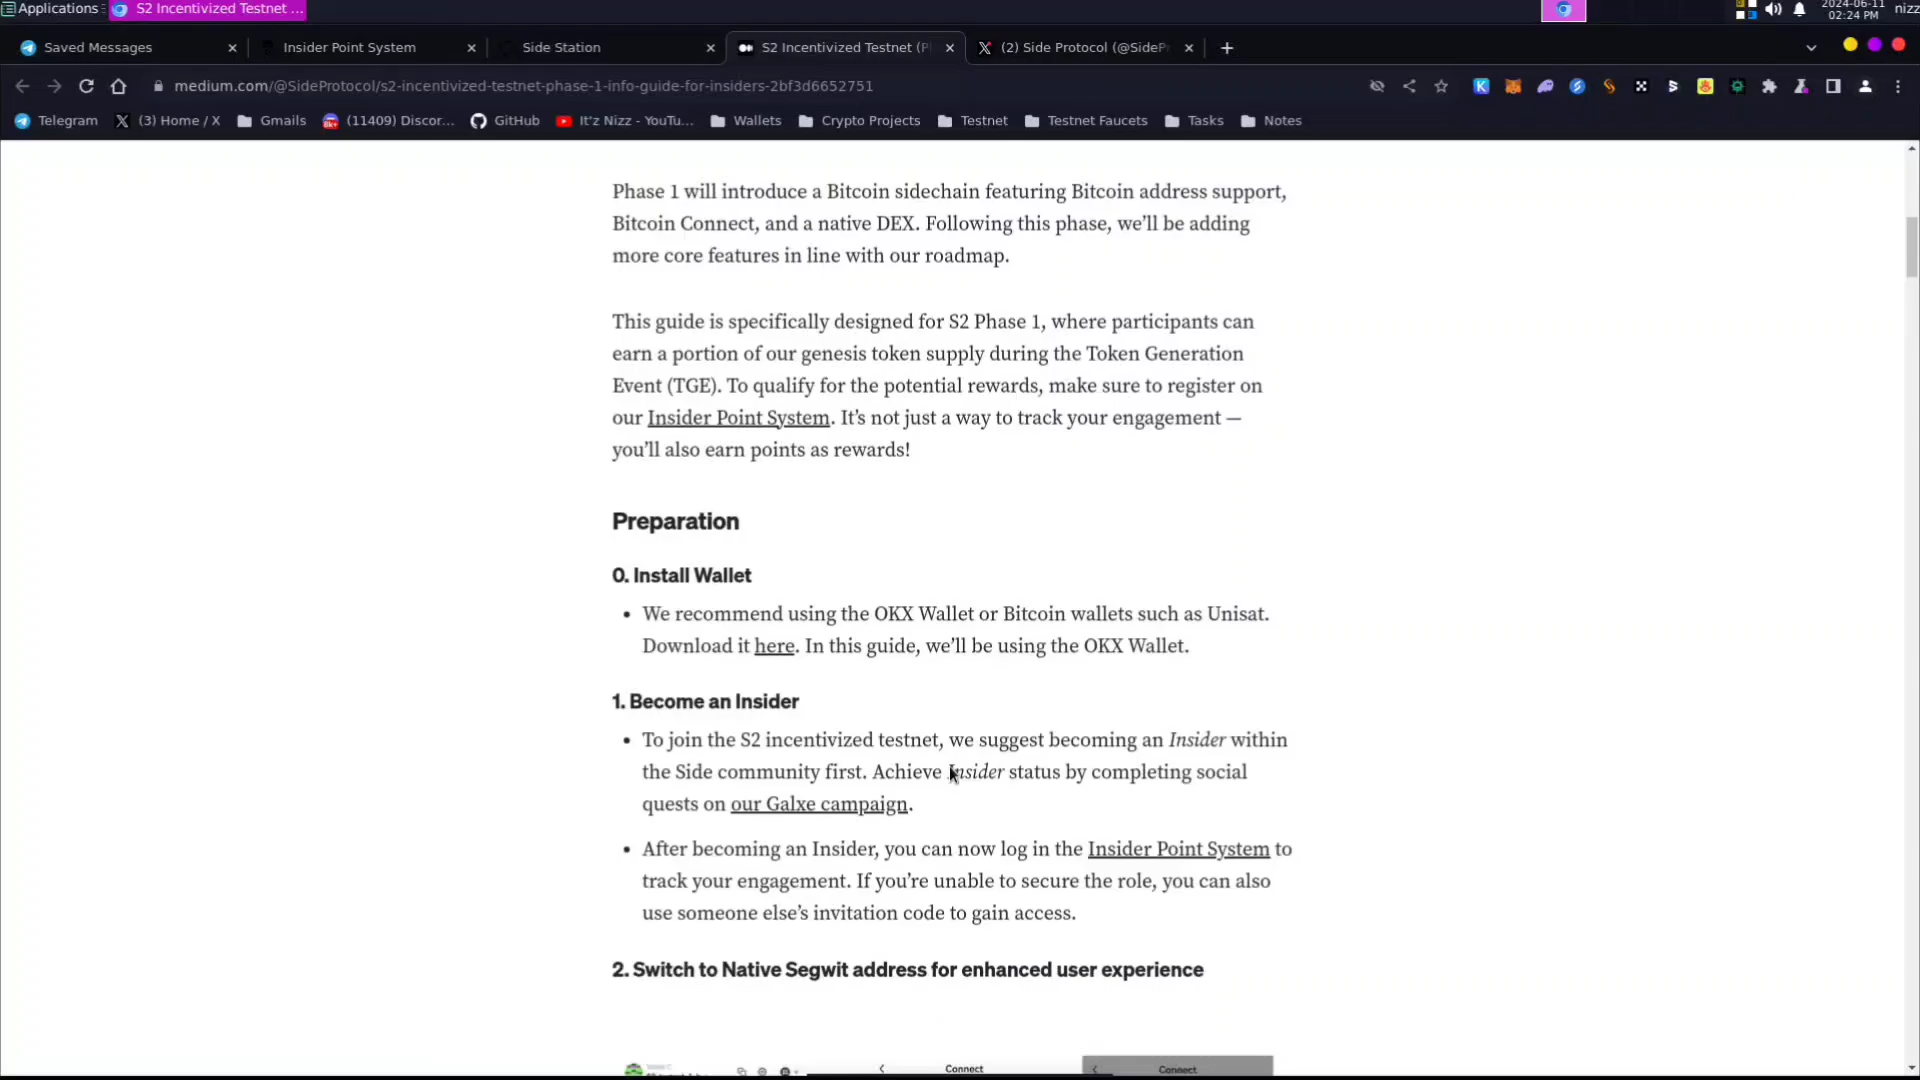 Applications
S2 Incentivized Testnet ...
2024-06-11
02:24 PM
nizz
Saved Messages
Insider Point System
Side Station
S2 Incentivized Testnet (P
(2) Side Protocol (@SideP
medium.com/@SideProtocol/s2-incentivized-testnet-phase-1-info-guide-for-insiders-2bf3d6652751
Telegram
(3) Home / X
Gmails
(11409) Discor...
GitHub
It'z Nizz - YouTu...
Wallets
Crypto Projects
Testnet
Testnet Faucets
Tasks
Notes
Phase 1 will introduce a Bitcoin sidechain featuring Bitcoin address support,
Bitcoin Connect, and a native DEX. Following this phase, we’ll be adding
more core features in line with our roadmap.
This guide is specifically designed for S2 Phase 1, where participants can
earn a portion of our genesis token supply during the Token Generation
Event (TGE). To qualify for the potential rewards, make sure to register on
our Insider Point System. It’s not just a way to track your engagement —
you’ll also earn points as rewards!
Preparation
0. Install Wallet
• We recommend using the OKX Wallet or Bitcoin wallets such as Unisat.
Download it here. In this guide, we’ll be using the OKX Wallet.
1. Become an Insider
• To join the S2 incentivized testnet, we suggest becoming an Insider within
the Side community first. Achieve Insider status by completing social
quests on our Galxe campaign.
• After becoming an Insider, you can now log in the Insider Point System to
track your engagement. If you’re unable to secure the role, you can also
use someone else’s invitation code to gain access.
2. Switch to Native Segwit address for enhanced user experience
Connect
Connect